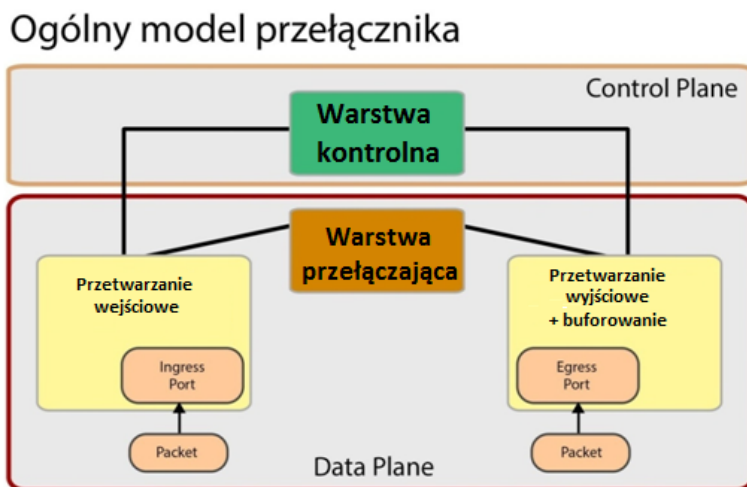 Ogólny model przełącznika
Control Plane
Warstwa
kontrolna
Warstwa
przełączająca
Przetwarzanie
wejściowe
Przetwarzanie
wyjściowe
+ buforowanie
Ingress
Port
Egress
Port
Packet
Packet
Data Plane